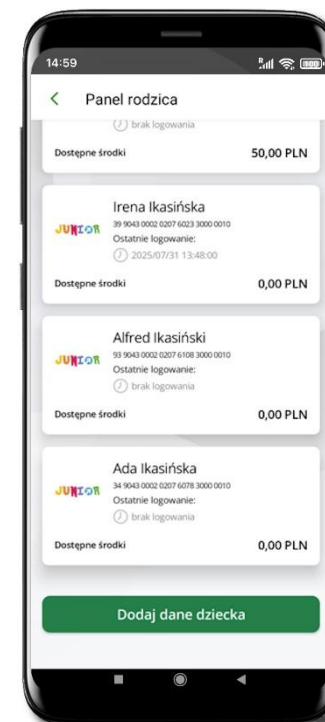 14:59
Panel rodzica
brak logowania
Dostępne środki 50,00 PLN
Irena Ikasińska
JUNIOR
39 9043 0002 0207 6023 3000 0010
Ostatnie logowanie:
2025/07/31 13:48:00
Dostępne środki 0,00 PLN
Alfred Ikasiński
JUNIOR
93 9043 0002 0207 6108 3000 0010
Ostatnie logowanie:
brak logowania
Dostępne środki 0,00 PLN
Ada Ikasińska
JUNIOR
34 9043 0002 0207 6078 3000 0010
Ostatnie logowanie:
brak logowania
Dostępne środki 0,00 PLN
Dodaj dane dziecka